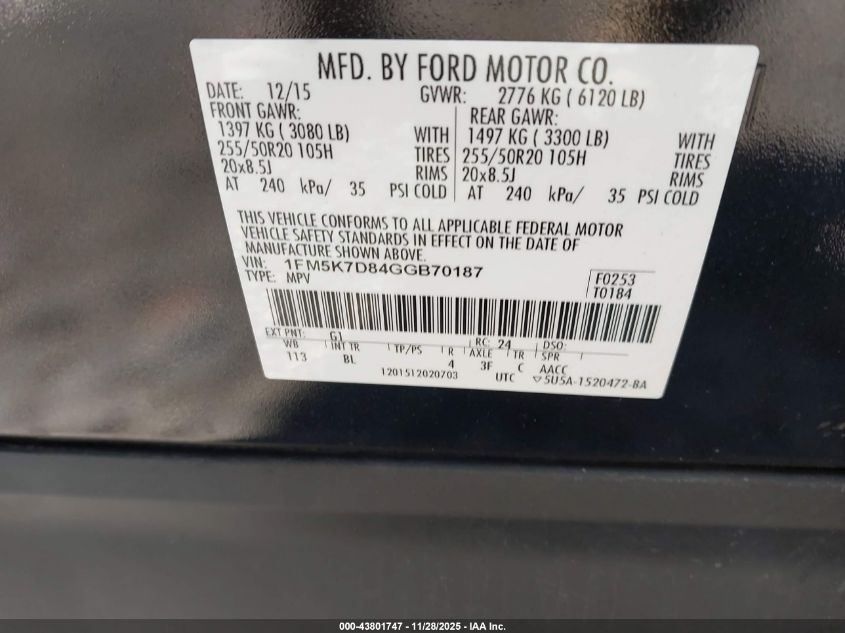 MFD. BY FORD MOTOR CO.
DATE: 12/15 GVWR: 2776 KG ( 6120 LB)
FRONT GAWR: REAR GAWR:
1397 KG ( 3080 LB) WITH 1497 KG ( 3300 LB) WITH
255/50R20 105H TIRES 255/50R20 105H TIRES
20x8.5J RIMS 20x8.5J RIMS
AT 240 kPa/ 35 PSI COLD AT 240 kPa/ 35 PSI COLD
THIS VEHICLE CONFORMS TO ALL APPLICABLE FEDERAL MOTOR
VEHICLE SAFETY STANDARDS IN EFFECT ON THE DATE OF
MANUFACTURE SHOWN ABOVE.
VIN: 1FM5K7D84GGB70187
TYPE: MPV
F0253
T0184
EXT PNT: G1 RC: 24 DSO:
WB INT TR TP/PS R AXLE TR SPR
113 BL 4 3F C AACC
1201512020703 UTC ▽5U5A-1520472-BA
000-43801747 - 11/28/2025 - IAA Inc.